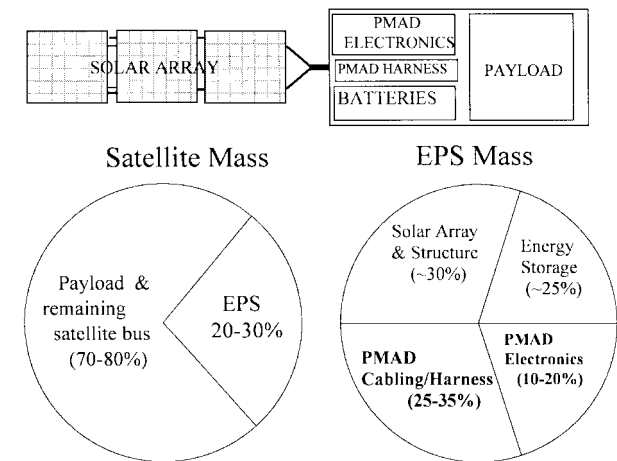 SOLAR ARRAY
PMAD
ELECTRONICS
PMAD HARNESS
BATTERIES
PAYLOAD
Satellite Mass
Payload &
remaining
satellite bus
(70-80%)
EPS
20-30%
EPS Mass
Solar Array
& Structure
(~30%)
Energy
Storage
(~25%)
PMAD
Cabling/Harness
(25-35%)
PMAD
Electronics
(10-20%)